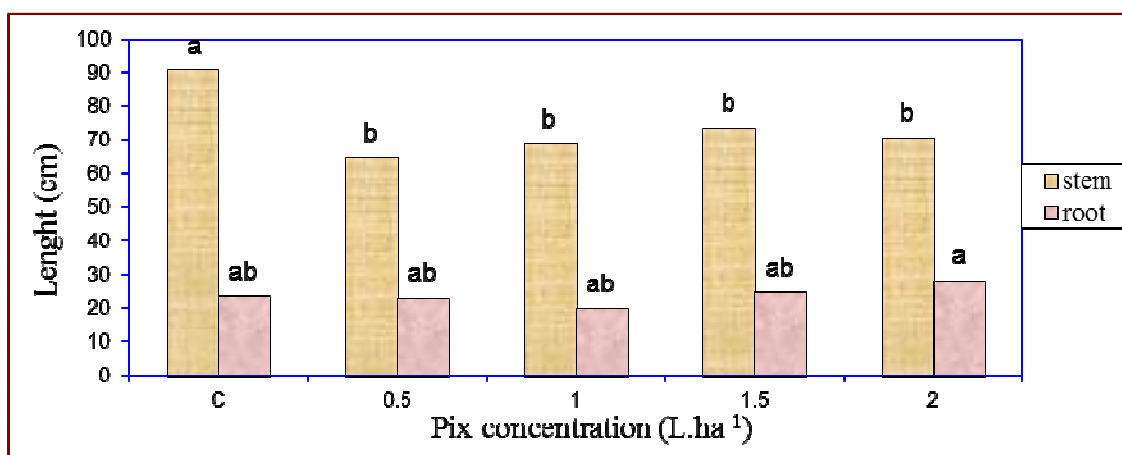 100
90
80
70
60
50
40
30
20
10
0
Lenght (cm)
a
ab
b
ab
b
ab
b
ab
b
a
C 0.5 1 1.5 2
Pix concentration (L.ha 1)
stem
root